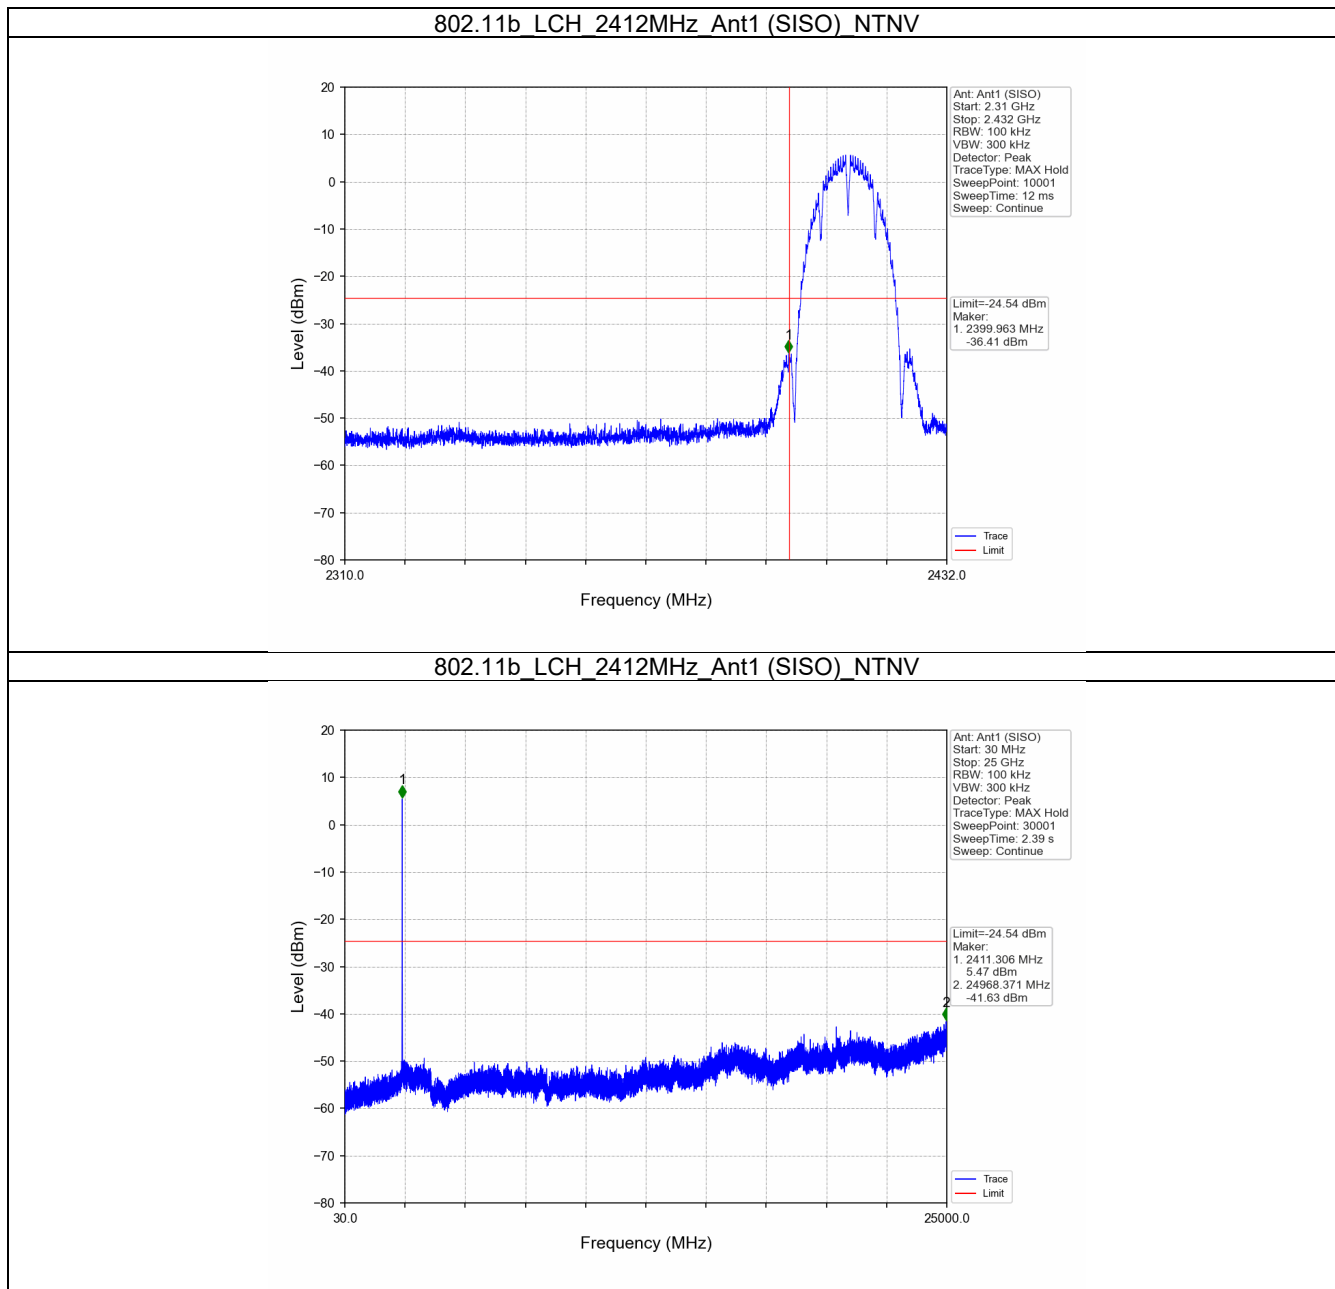 802.11b_LCH_2412MHz_Ant1 (SISO)_NTNV
20
10
0
−10
−20
−30
−40
−50
−60
−70
−80
Level (dBm)
1
2310.0
2432.0
Frequency (MHz)
Ant: Ant1 (SISO)
Start: 2.31 GHz
Stop: 2.432 GHz
RBW: 100 kHz
VBW: 300 kHz
Detector: Peak
TraceType: MAX Hold
SweepPoint: 10001
SweepTime: 12 ms
Sweep: Continue
Limit=-24.54 dBm
Maker:
1. 2399.963 MHz
-36.41 dBm
Trace
Limit
802.11b_LCH_2412MHz_Ant1 (SISO)_NTNV
20
10
0
−10
−20
−30
−40
−50
−60
−70
−80
Level (dBm)
1
2
30.0
25000.0
Frequency (MHz)
Ant: Ant1 (SISO)
Start: 30 MHz
Stop: 25 GHz
RBW: 100 kHz
VBW: 300 kHz
Detector: Peak
TraceType: MAX Hold
SweepPoint: 30001
SweepTime: 2.39 s
Sweep: Continue
Limit=-24.54 dBm
Maker:
1. 2411.306 MHz
5.47 dBm
2. 24968.371 MHz
-41.63 dBm
Trace
Limit